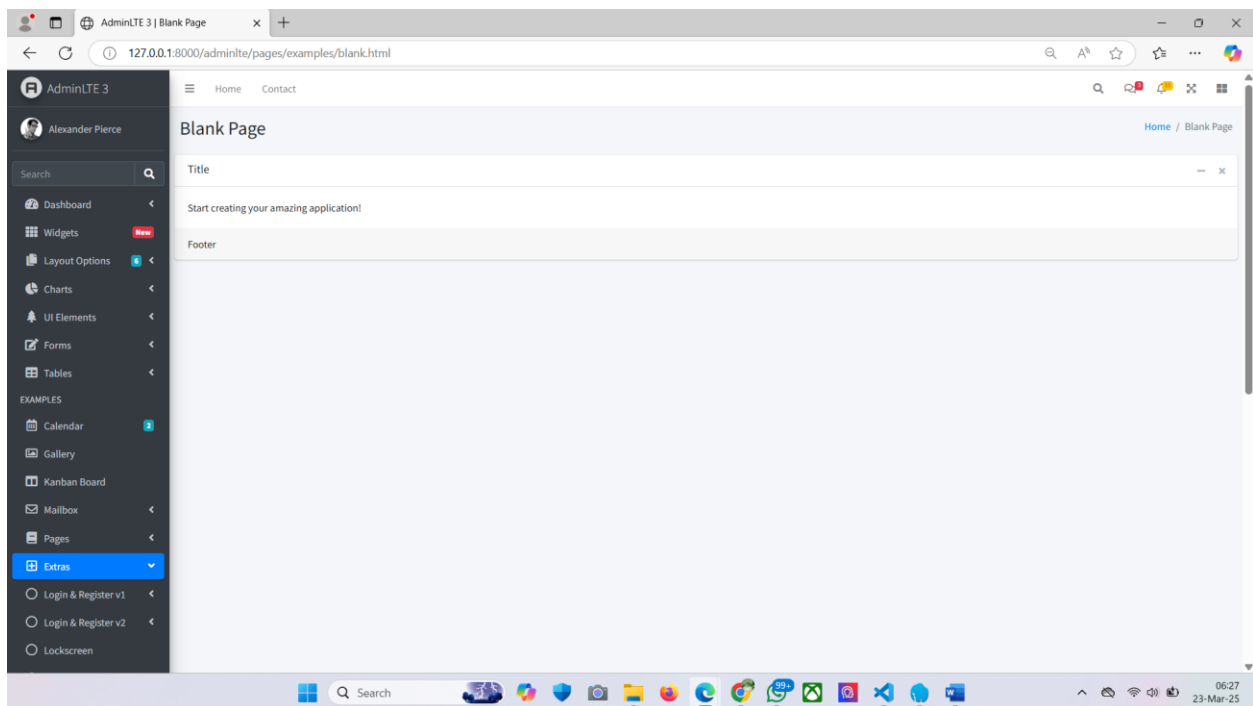 AdminLTE 3 | Blank Page
127.0.0.1:8000/adminlte/pages/examples/blank.html
AdminLTE 3
Home Contact
Alexander Pierce
Blank Page
Home / Blank Page
Search
Title
Dashboard
Start creating your amazing application!
Widgets New
Footer
Layout Options 6
Charts
UI Elements
Forms
Tables
EXAMPLES
Calendar 2
Gallery
Kanban Board
Mailbox
Pages
Extras
Login & Register v1
Login & Register v2
Lockscreen
Search
99+
06:27
23-Mar-25